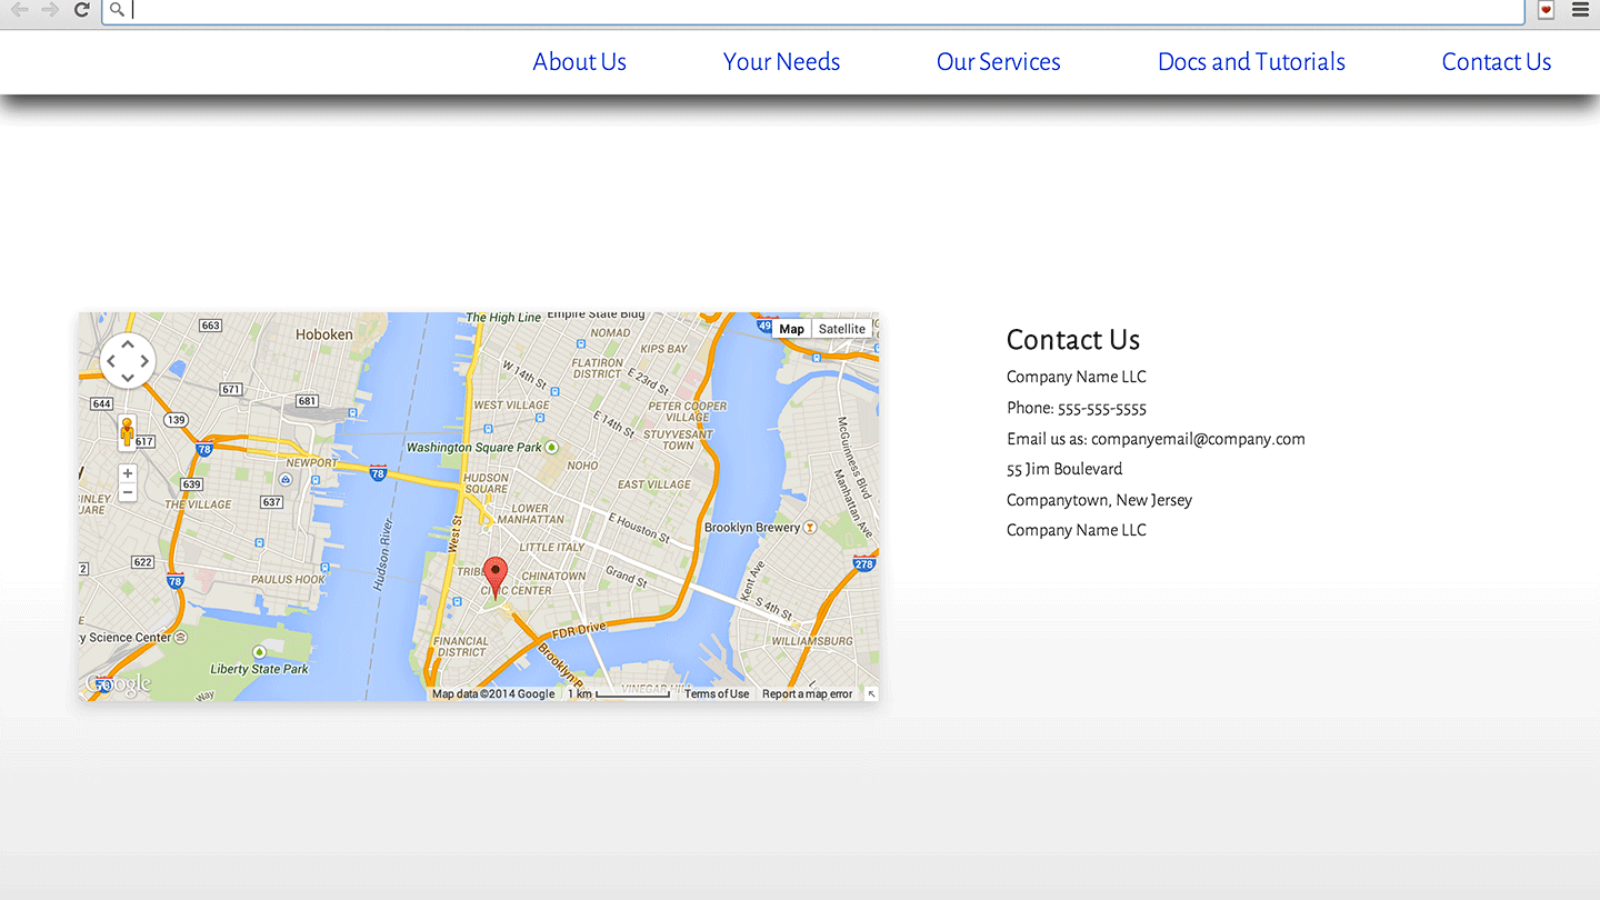 About Us Your Needs Our Services Docs and Tutorials Contact Us
Contact Us
Company Name LLC
Phone: 555-555-5555
Email us as: companyemail@company.com
55 Jim Boulevard
Companytown, New Jersey
Company Name LLC
Map Satellite
The High Line
Empire State Bldg
663
Hoboken
NOMAD
KIPS BAY
FLATIRON
DISTRICT
W 14th St
E 23rd St
671
681
644
139
WEST VILLAGE
E 14th St
PETER COOPER
VILLAGE
STUYVESANT
TOWN
McGuinness Blvd
617
78
Washington Square Park
NOHO
NEWPORT
78
HUDSON
SQUARE
EAST VILLAGE
Manhattan Ave
639
637
THE VILLAGE
LOWER
MANHATTAN
West St
E Houston St
Brooklyn Brewery
Hudson River
LITTLE ITALY
622
78
PAULUS HOOK
CHINATOWN
Grand St
Kent Ave
278
S 4th St
FDR Drive
WILLIAMSBURG
y Science Center
FINANCIAL
DISTRICT
Liberty State Park
Google
Way
Map data ©2014 Google 1 km Terms of Use Report a map error